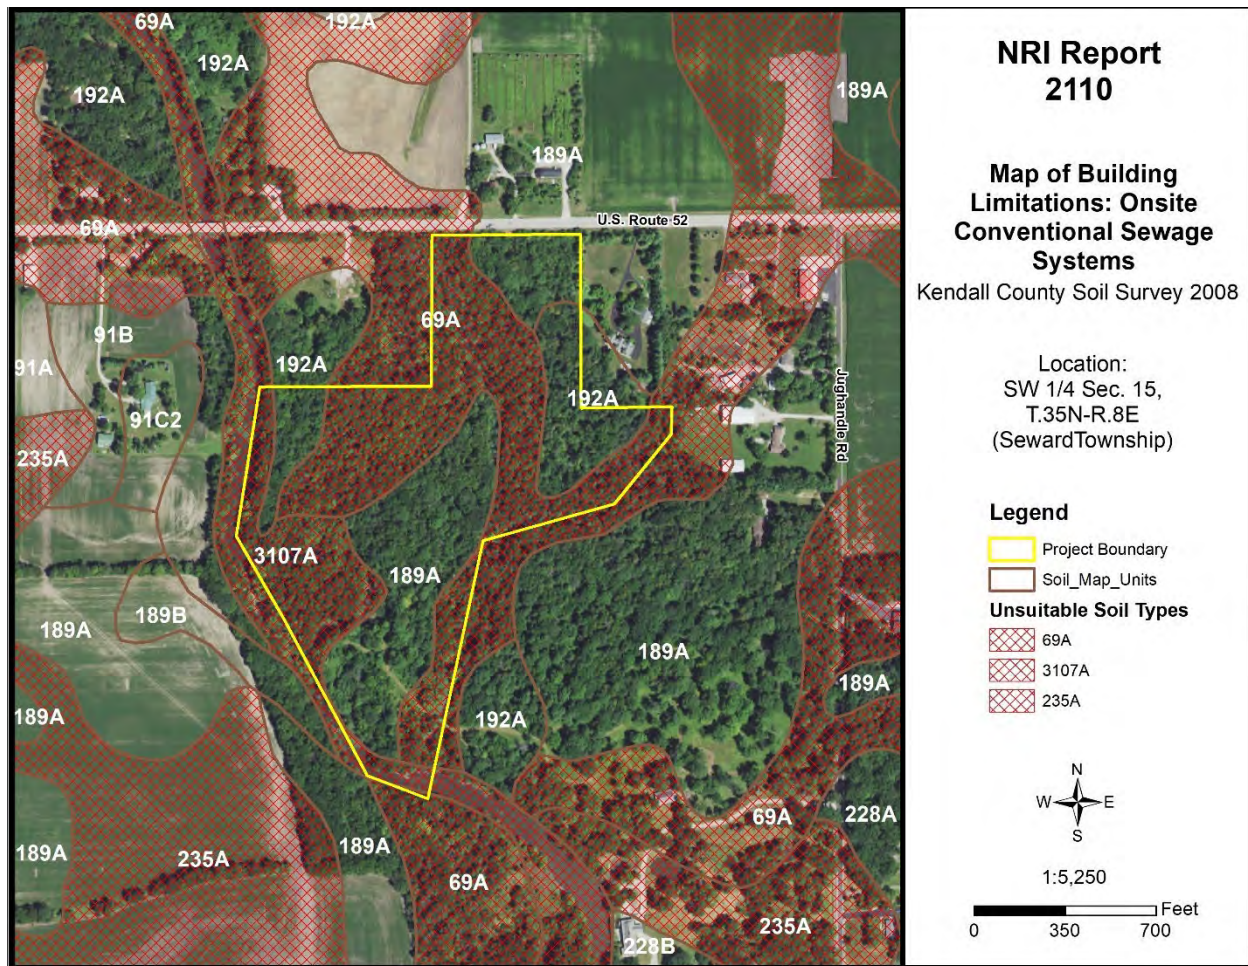 69A
192A
192A
192A
189A
189A
U.S. Route 52
69A
91B
69A
91A
192A
192A
Jughandle Rd
91C2
235A
3107A
189A
189B
189A
189A
189A
189A
192A
69A
228A
189A
189A
235A
69A
235A
228B
NRI Report
2110
Map of Building
Limitations: Onsite
Conventional Sewage
Systems
Kendall County Soil Survey 2008
Location:
SW 1/4 Sec. 15,
T.35N-R.8E
(SewardTownship)
Legend
Project Boundary
Soil_Map_Units
Unsuitable Soil Types
69A
3107A
235A
N
W E
S
1:5,250
Feet
0 350 700